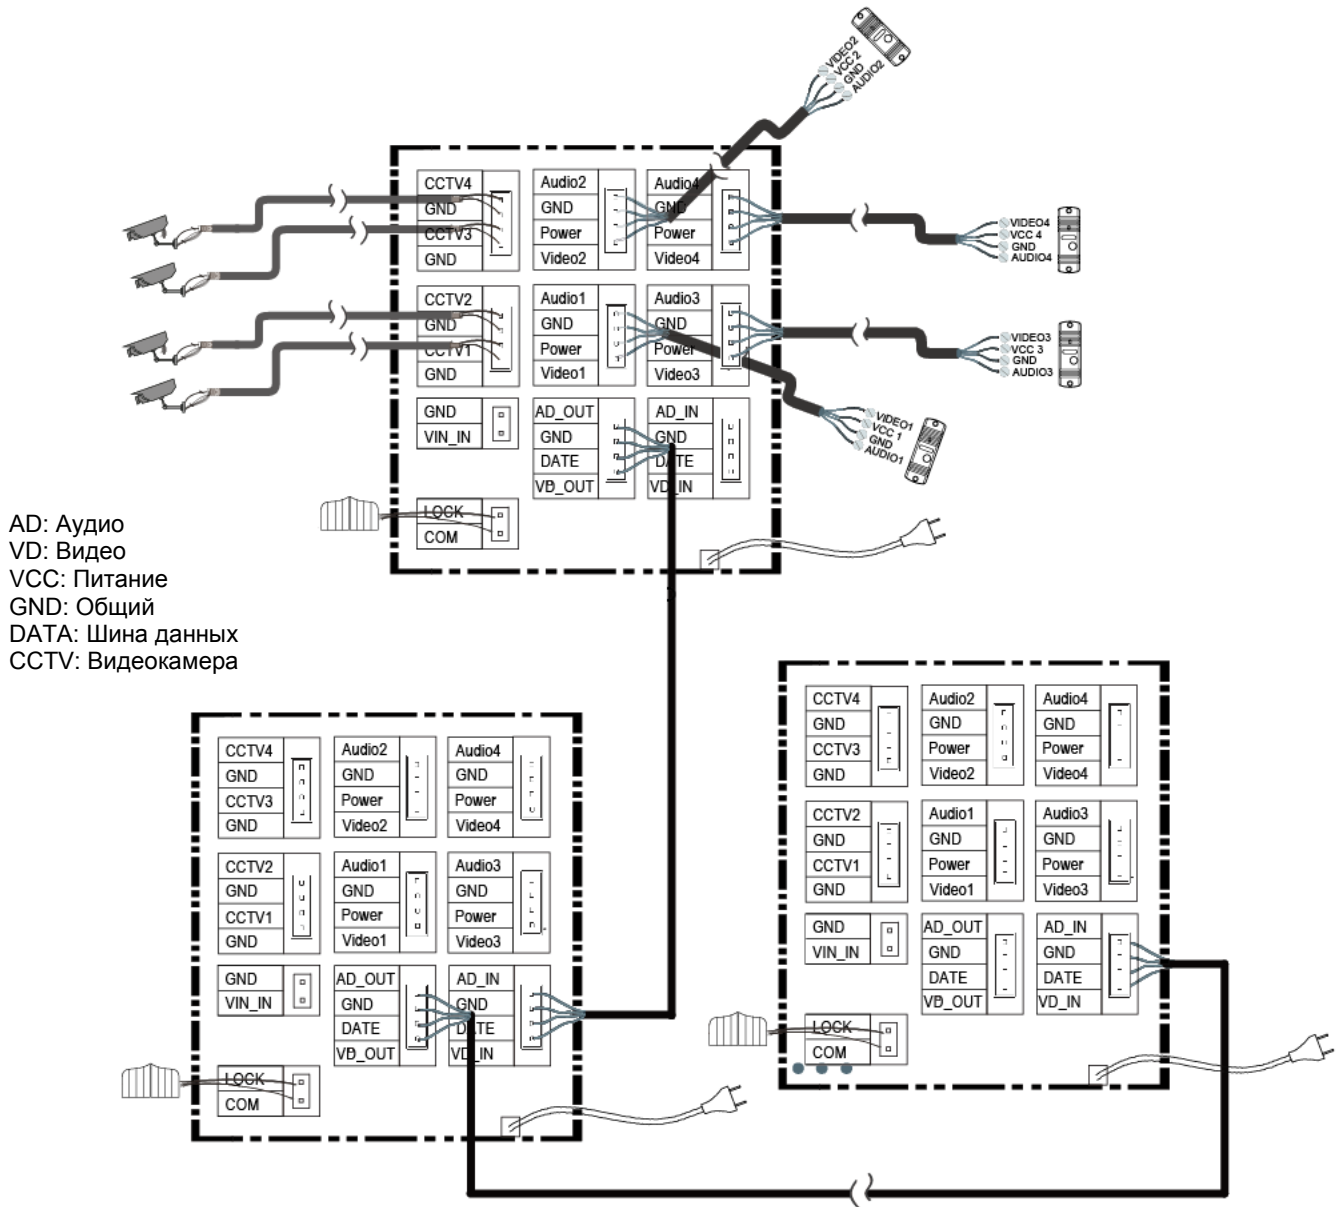 VIDEO2
VCC 2
GND
AUDIO2
CCTV4
GND
CCTV3
GND
Audio2
GND
Power
Video2
Audio4
GND
Power
Video4
VIDEO4
VCC 4
GND
AUDIO4
CCTV2
GND
CCTV1
GND
Audio1
GND
Power
Video1
Audio3
GND
Power
Video3
VIDEO3
VCC 3
GND
AUDIO3
GND
VIN_IN
AD_OUT
GND
DATE
VD_OUT
AD_IN
GND
DATE
VD_IN
VIDEO1
VCC 1
GND
AUDIO1
LOCK
COM
AD: Аудио
VD: Видео
VCC: Питание
GND: Общий
DATA: Шина данных
CCTV: Видеокамера
CCTV4
GND
CCTV3
GND
Audio2
GND
Power
Video2
Audio4
GND
Power
Video4
CCTV2
GND
CCTV1
GND
Audio1
GND
Power
Video1
Audio3
GND
Power
Video3
GND
VIN_IN
AD_OUT
GND
DATE
VD_OUT
AD_IN
GND
DATE
VD_IN
LOCK
COM
CCTV4
GND
CCTV3
GND
Audio2
GND
Power
Video2
Audio4
GND
Power
Video4
CCTV2
GND
CCTV1
GND
Audio1
GND
Power
Video1
Audio3
GND
Power
Video3
GND
VIN_IN
AD_OUT
GND
DATE
VD_OUT
AD_IN
GND
DATE
VD_IN
LOCK
COM